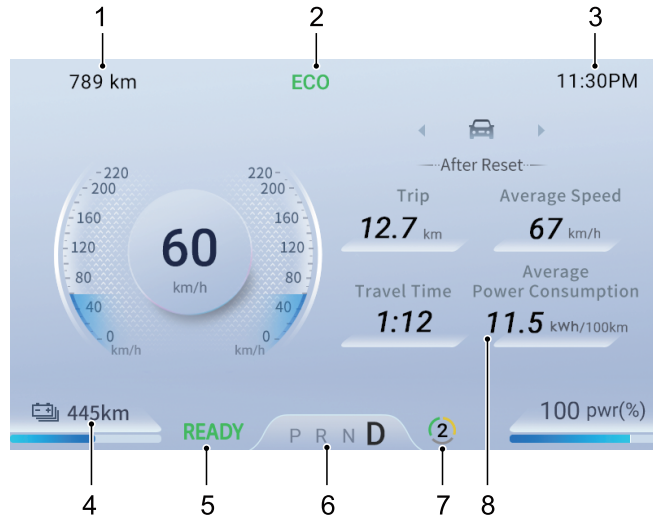 1 2 3
789 km ECO 11:30PM
After Reset
220 220
200 200
Trip Average Speed
160 160
12.7 km 67 km/h
60
120 120
km/h
80 80
Average
Travel Time Power Consumption
40 40
1:12 11.5 kWh/100km
0 0
km/h km/h
445km 100 pwr(%)
READY P R N D 2
4 5 6 7 8